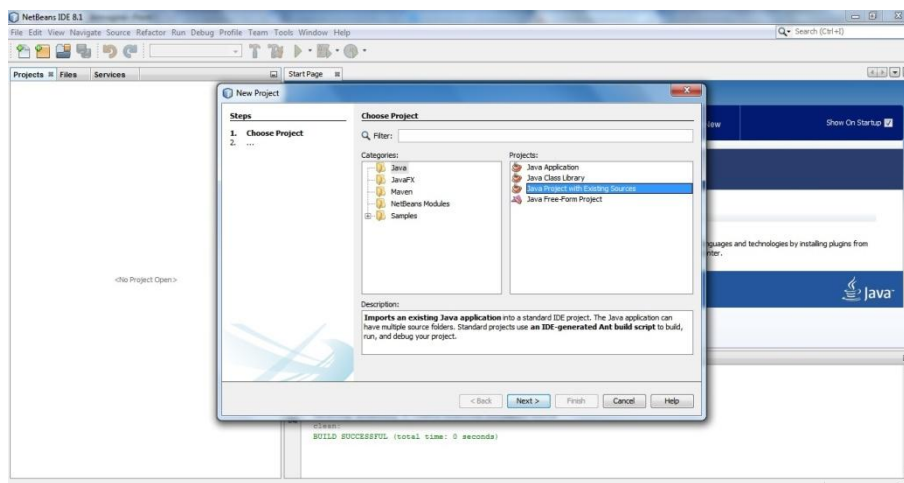 NetBeans IDE 8.1
File Edit View Navigate Source Refactor Run Debug Profile Team Tools Window Help
Search (Ctrl+I)
Projects Files Services
Start Page
New Project
Steps
1. Choose Project
2. ...
Choose Project
Filter:
Categories:
Java
JavaFX
Maven
NetBeans Modules
Samples
Projects:
Java Application
Java Class Library
Java Project with Existing Sources
Java Free-Form Project
Description:
Imports an existing Java application into a standard IDE project. The Java application can
have multiple source folders. Standard projects use an IDE-generated Ant build script to build,
run, and debug your project.
< Back Next > Finish Cancel Help
Show On Startup
and technologies by installing plugins from
<No Project Open>
Java
clean:
BUILD SUCCESSFUL (total time: 0 seconds)